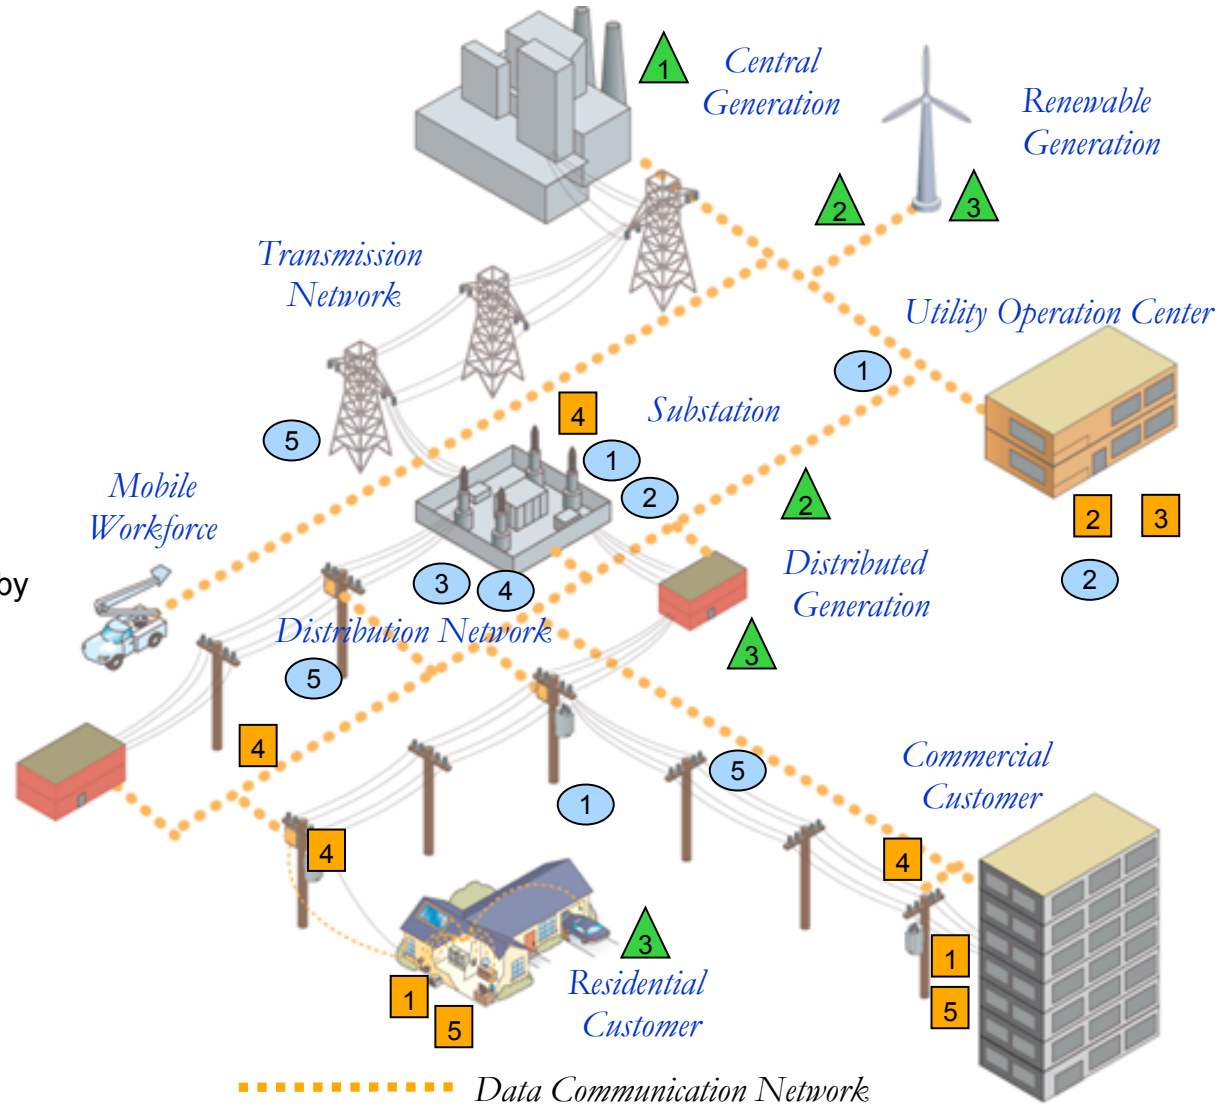 1
Central
Generation
Renewable
Generation
2
3
Transmission
Network
Utility Operation Center
1
4
Substation
5
1
2
Mobile
Workforce
2
2
3
by
3
4
2
Distributed
Generation
Distribution Network
3
5
4
5
Commercial
Customer
1
4
4
3
1
Residential
Customer
1
5
5
Data Communication Network